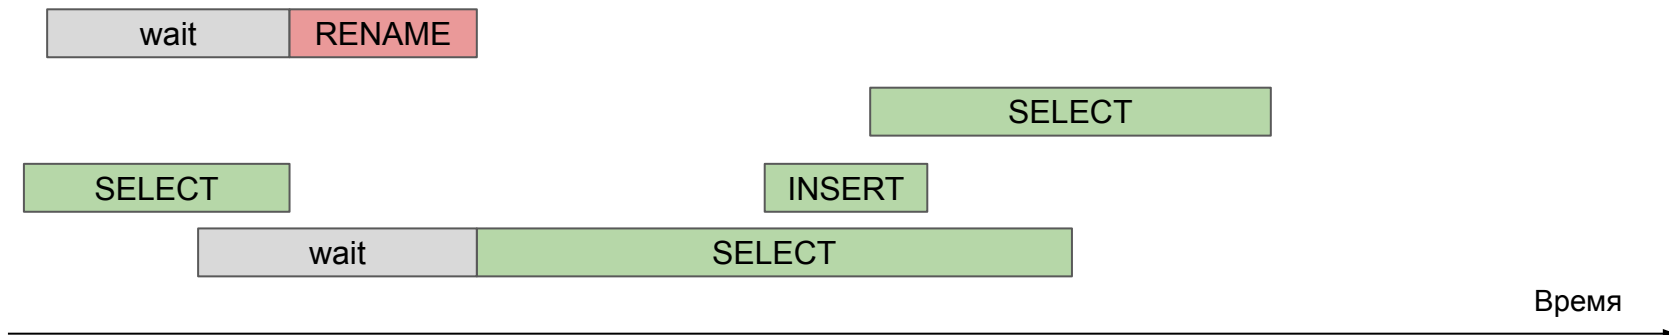 wait RENAME
SELECT
SELECT INSERT
wait SELECT
Время